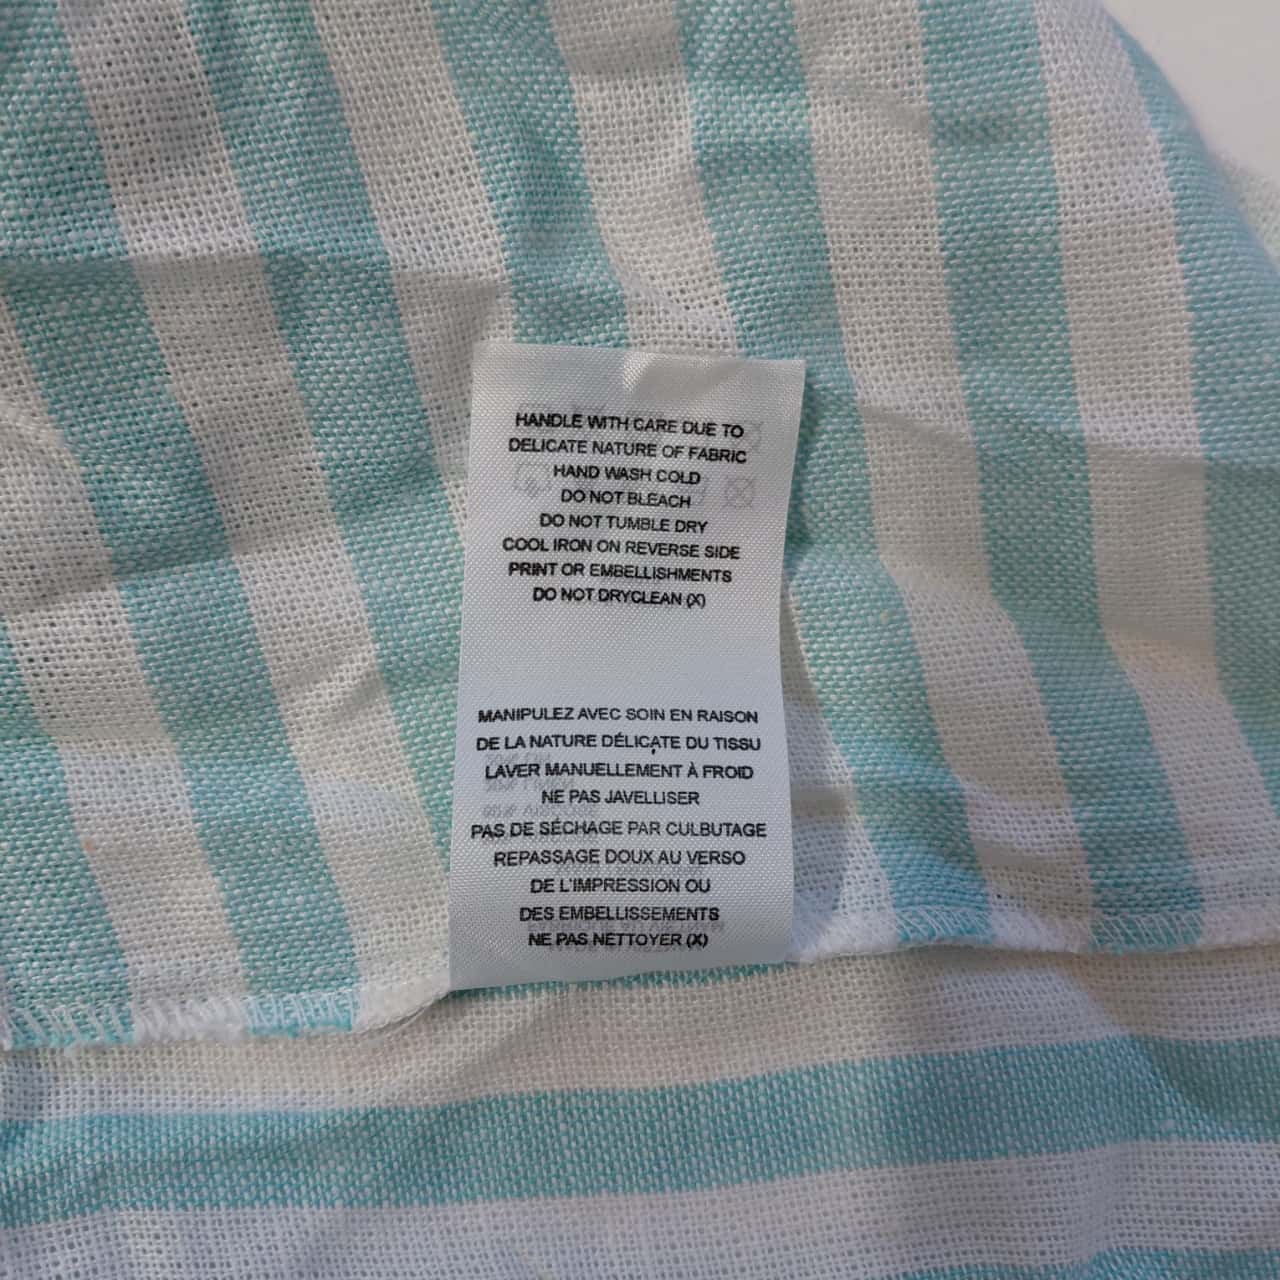 HANDLE WITH CARE DUE TO
DELICATE NATURE OF FABRIC
HAND WASH COLD
DO NOT BLEACH
DO NOT TUMBLE DRY
COOL IRON ON REVERSE SIDE
PRINT OR EMBELLISHMENTS
DO NOT DRYCLEAN (X)
MANIPULEZ AVEC SOIN EN RAISON
DE LA NATURE DÉLICATE DU TISSU
LAVER MANUELLEMENT À FROID
NE PAS JAVELLISER
PAS DE SÉCHAGE PAR CULBUTAGE
REPASSAGE DOUX AU VERSO
DE L'IMPRESSION OU
DES EMBELLISSEMENTS
NE PAS NETTOYER (X)